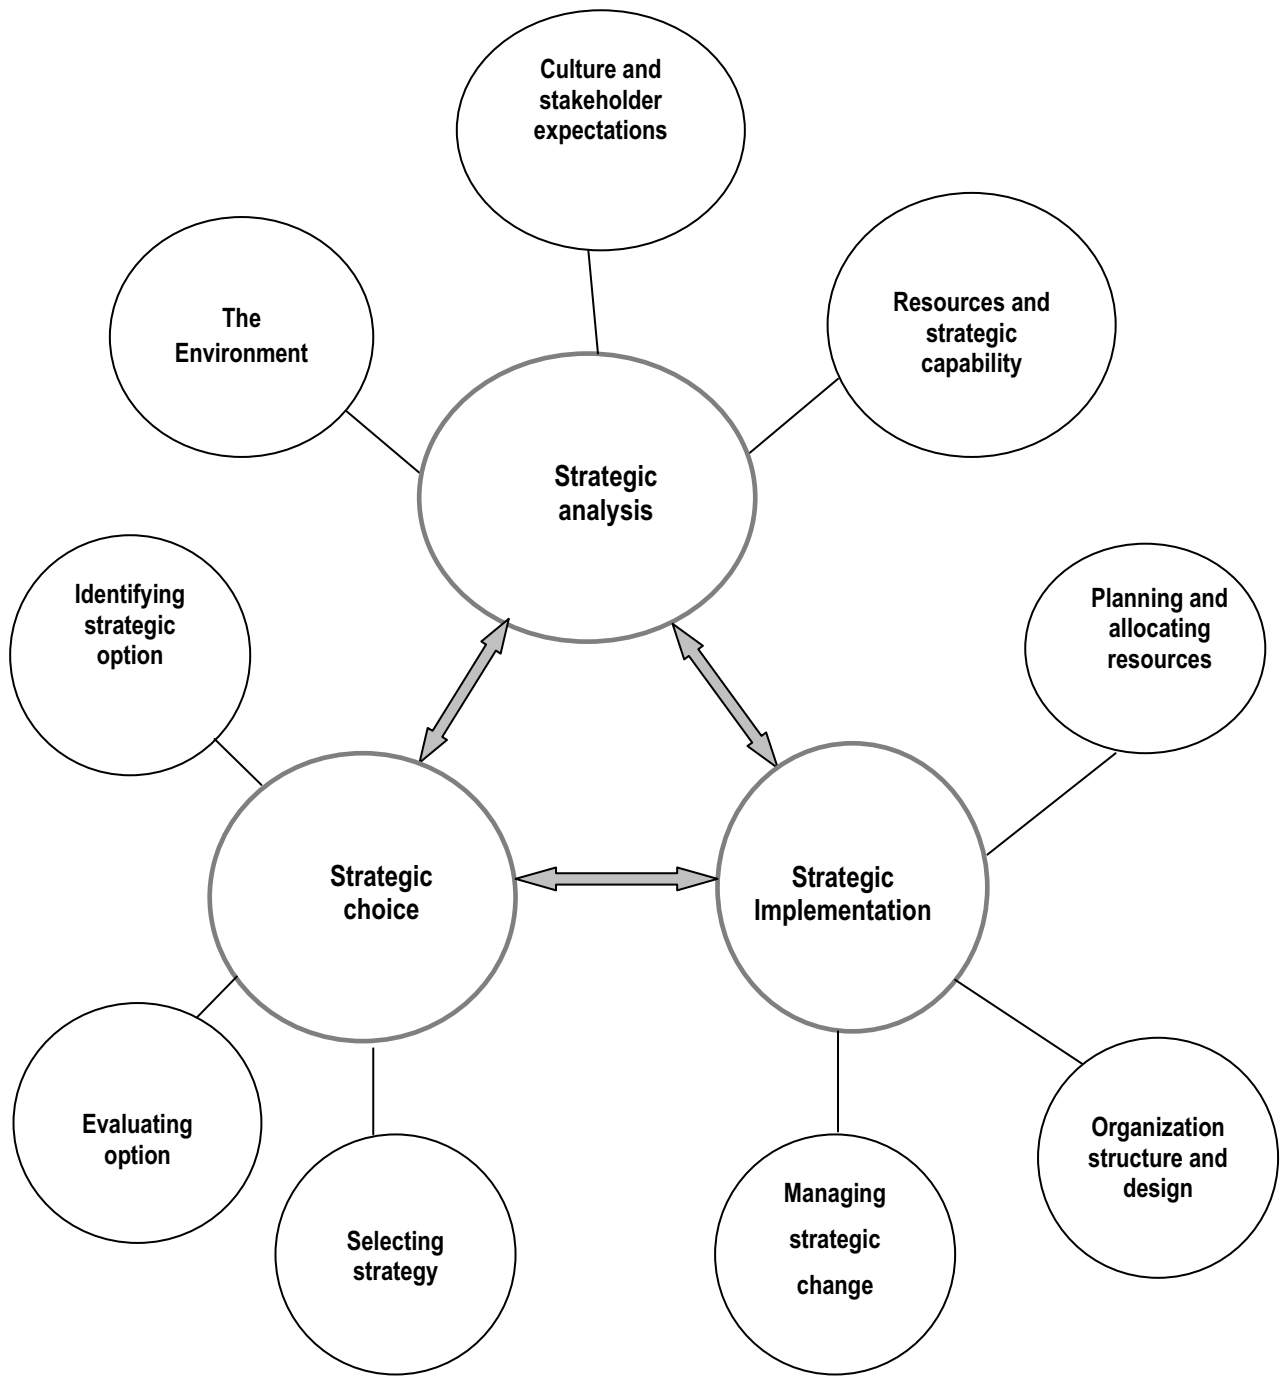 Culture and
stakeholder
expectations
The
Environment
Resources and
strategic
capability
Strategic
analysis
Identifying
strategic
option
Planning and
allocating
resources
Strategic
choice
Strategic
Implementation
Evaluating
option
Selecting
strategy
Managing
strategic
change
Organization
structure and
design